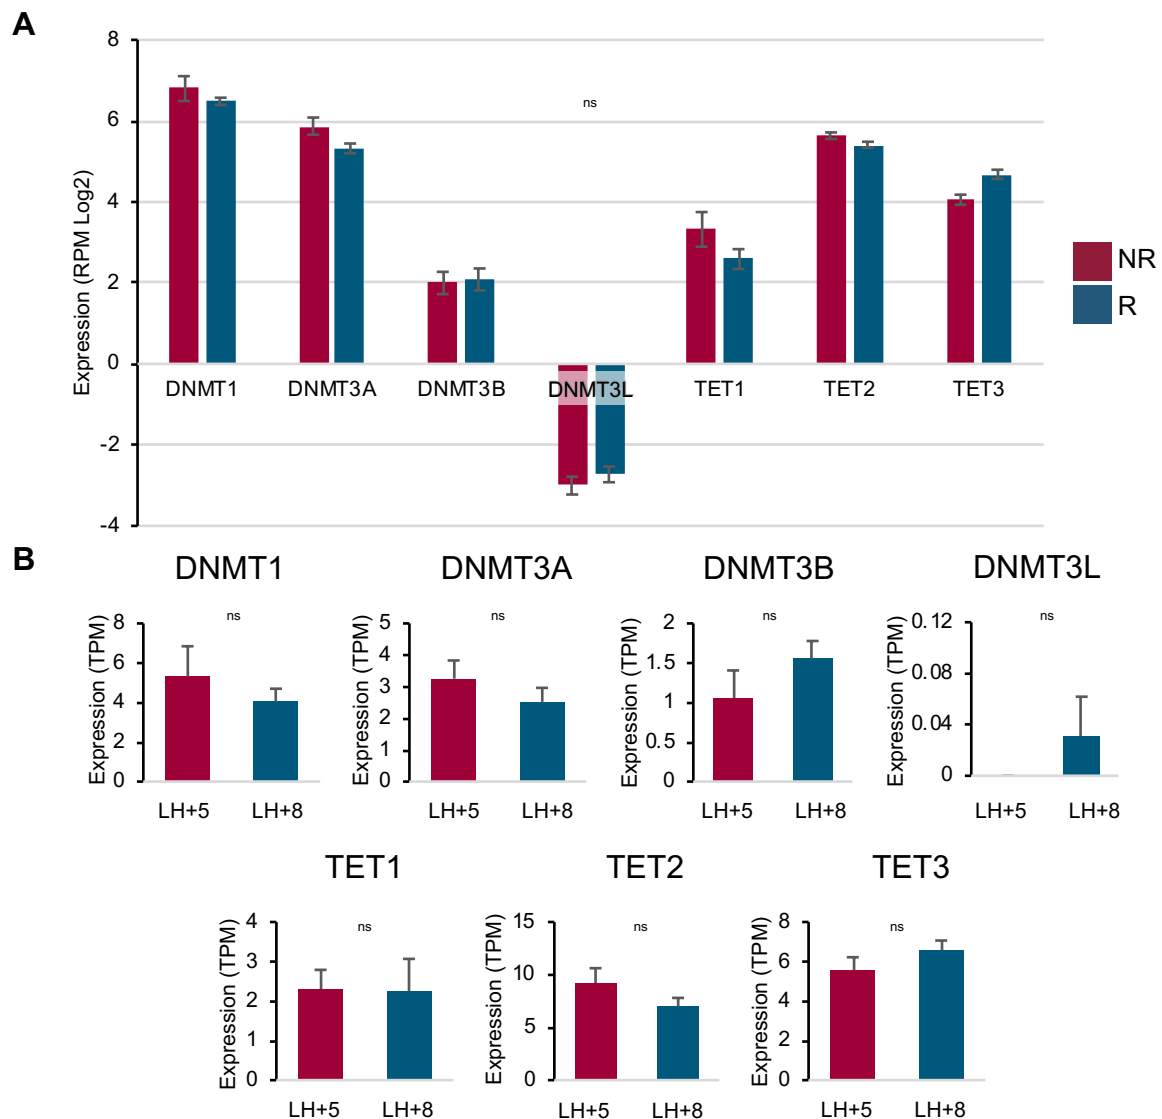 A
Expression (RPM Log2)
8
6
4
2
0
-2
-4
ns
DNMT1 DNMT3A DNMT3B DNMT3L TET1 TET2 TET3
NR
R
B
DNMT1
Expression (TPM)
8
6
4
2
0
ns
LH+5 LH+8
DNMT3A
Expression (TPM)
5
4
3
2
1
0
ns
LH+5 LH+8
DNMT3B
Expression (TPM)
2
1.5
1
0.5
0
ns
LH+5 LH+8
DNMT3L
Expression (TPM)
0.12
0.08
0.04
0
ns
LH+5 LH+8
TET1
Expression (TPM)
4
3
2
1
0
ns
LH+5 LH+8
TET2
Expression (TPM)
15
10
5
0
ns
LH+5 LH+8
TET3
Expression (TPM)
8
6
4
2
0
ns
LH+5 LH+8